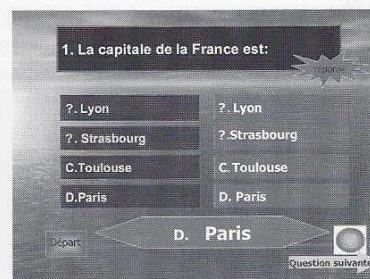 1. La capitale de la France est:
réponse
?. Lyon
?. Strasbourg
C.Toulouse
D.Paris
?. Lyon
?.Strasbourg
C. Toulouse
D. Paris
D. Paris
Départ
Question suivante